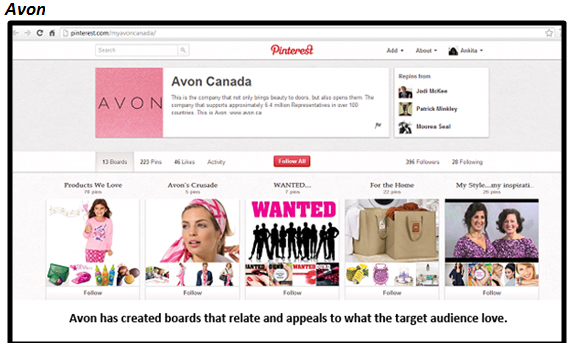 Avon
pinterest.com/myavoncanada/
Search
Pinterest
Add
About
Ankita
AVON
Avon Canada
This is the company that not only brings beauty to doors, but also opens them. The
company that supports approximately 6.4 million Representatives in over 100
countries. This is Avon. www.avon.ca
Repins from
Jodi McKee
Patrick Minkley
Moorea Seal
13 Boards
223 Pins
46 Likes
Activity
Follow All
396 Followers
28 Following
Products We Love
Avon's Crusade
WANTED...
For the Home
My Style...my inspirati..
5 pins
7 pins
22 pins
WANTED
WANTED
Follow
Follow
Follow
Follow
Follow
Avon has created boards that relate and appeals to what the target audience love.